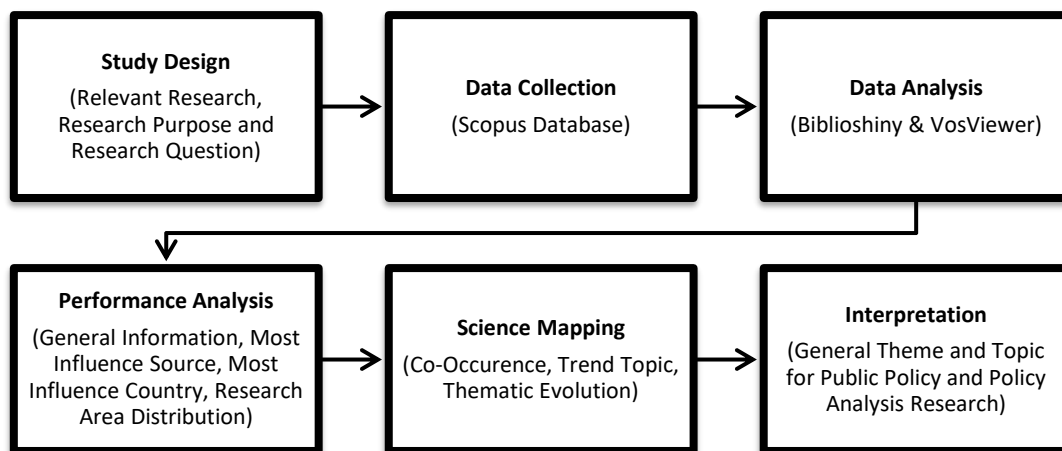 Study Design
(Relevant Research,
Research Purpose and
Research Question)
Data Collection
(Scopus Database)
Data Analysis
(Biblioshiny & VosViewer)
Performance Analysis
(General Information, Most
Influence Source, Most
Influence Country, Research
Area Distribution)
Science Mapping
(Co-Occurence, Trend Topic,
Thematic Evolution)
Interpretation
(General Theme and Topic
for Public Policy and Policy
Analysis Research)